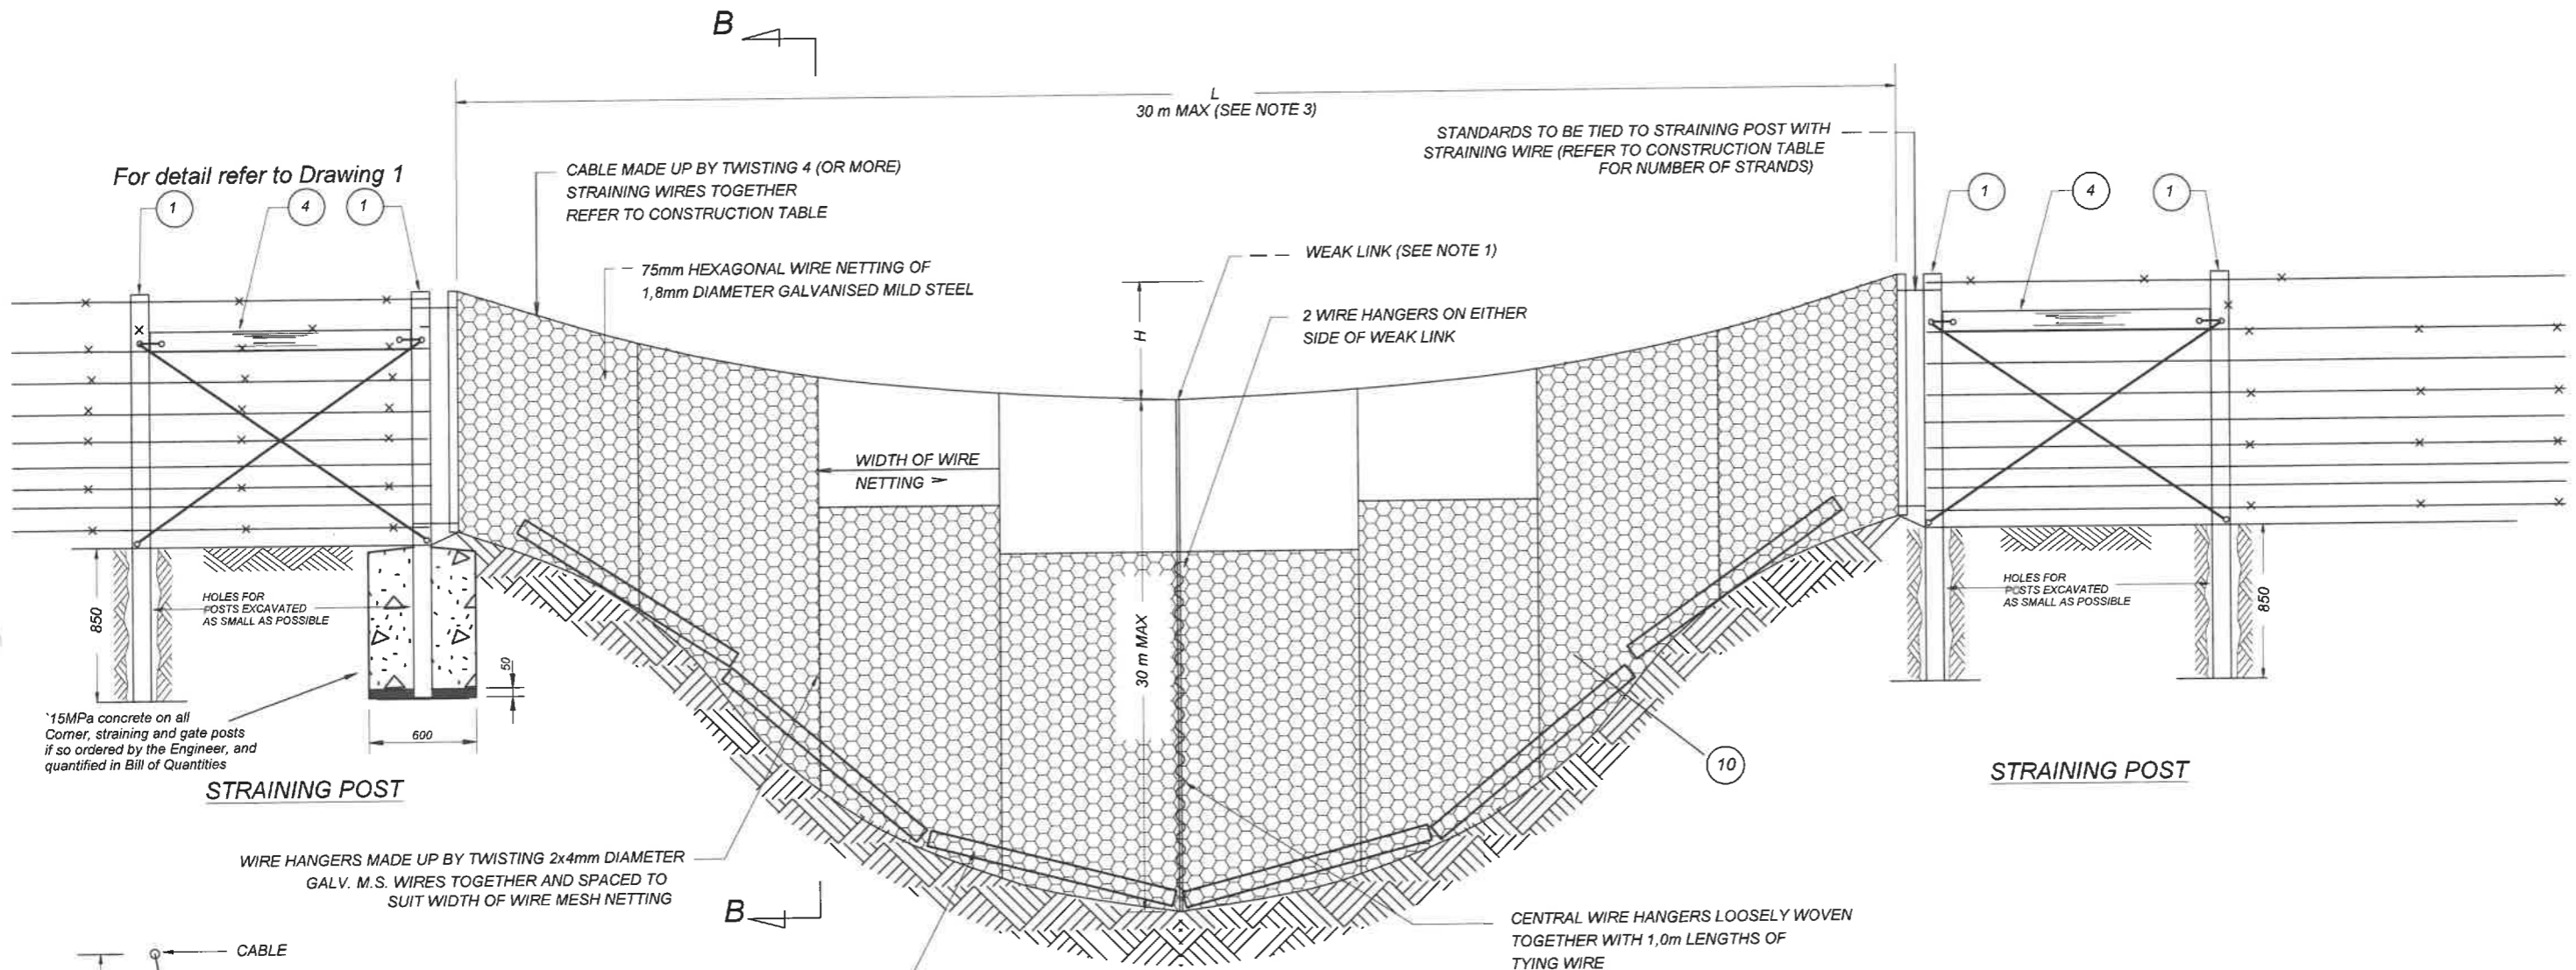 B
L
30 m MAX (SEE NOTE 3)
STANDARDS TO BE TIED TO STRAINING POST WITH
STRAINING WIRE (REFER TO CONSTRUCTION TABLE
FOR NUMBER OF STRANDS)
For detail refer to Drawing 1
1
4
1
CABLE MADE UP BY TWISTING 4 (OR MORE)
STRAINING WIRES TOGETHER
REFER TO CONSTRUCTION TABLE
1
4
1
75mm HEXAGONAL WIRE NETTING OF
1,8mm DIAMETER GALVANISED MILD STEEL
WEAK LINK (SEE NOTE 1)
H
2 WIRE HANGERS ON EITHER
SIDE OF WEAK LINK
WIDTH OF WIRE
NETTING
30 m MAX
850
HOLES FOR
POSTS EXCAVATED
AS SMALL AS POSSIBLE
50
600
HOLES FOR
POSTS EXCAVATED
AS SMALL AS POSSIBLE
850
`15MPa concrete on all
Corner, straining and gate posts
if so ordered by the Engineer, and
quantified in Bill of Quantities
STRAINING POST
10
STRAINING POST
WIRE HANGERS MADE UP BY TWISTING 2x4mm DIAMETER
GALV. M.S. WIRES TOGETHER AND SPACED TO
SUIT WIDTH OF WIRE MESH NETTING
B
CENTRAL WIRE HANGERS LOOSELY WOVEN
TOGETHER WITH 1,0m LENGTHS OF
TYING WIRE
CABLE